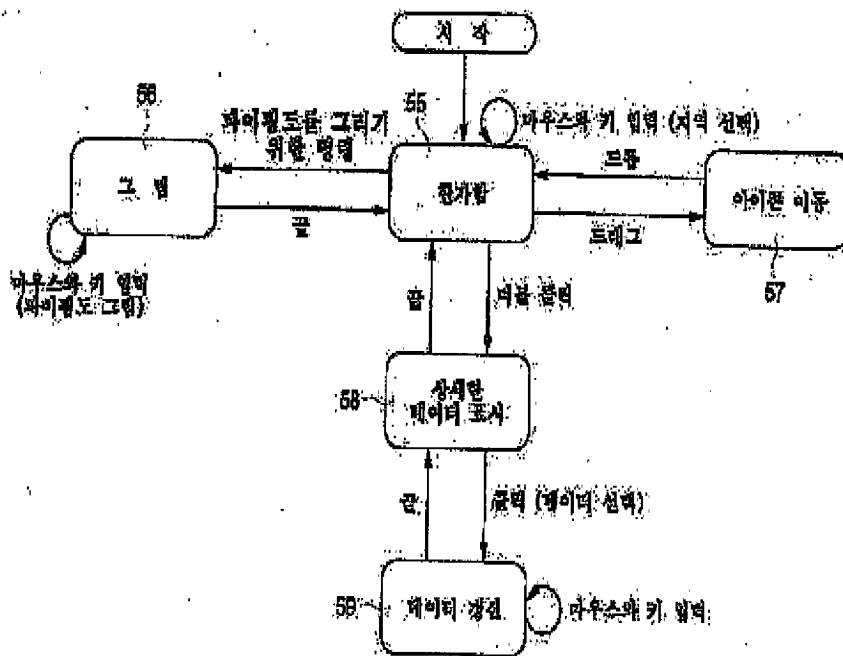 시 작
56
55
파이필도를 그리기
위한 명령
마우스와 키 입력 (지역 선택)
드롭
그 림
한가함
아이콘 이동
끝
드래그
57
마우스와 키 입력
(파이필도 그림)
끝
더블 클릭
58
상세한
데이터 표시
끝
클릭 (데이터 선택)
59
데이터 갱신
마우스와 키 입력